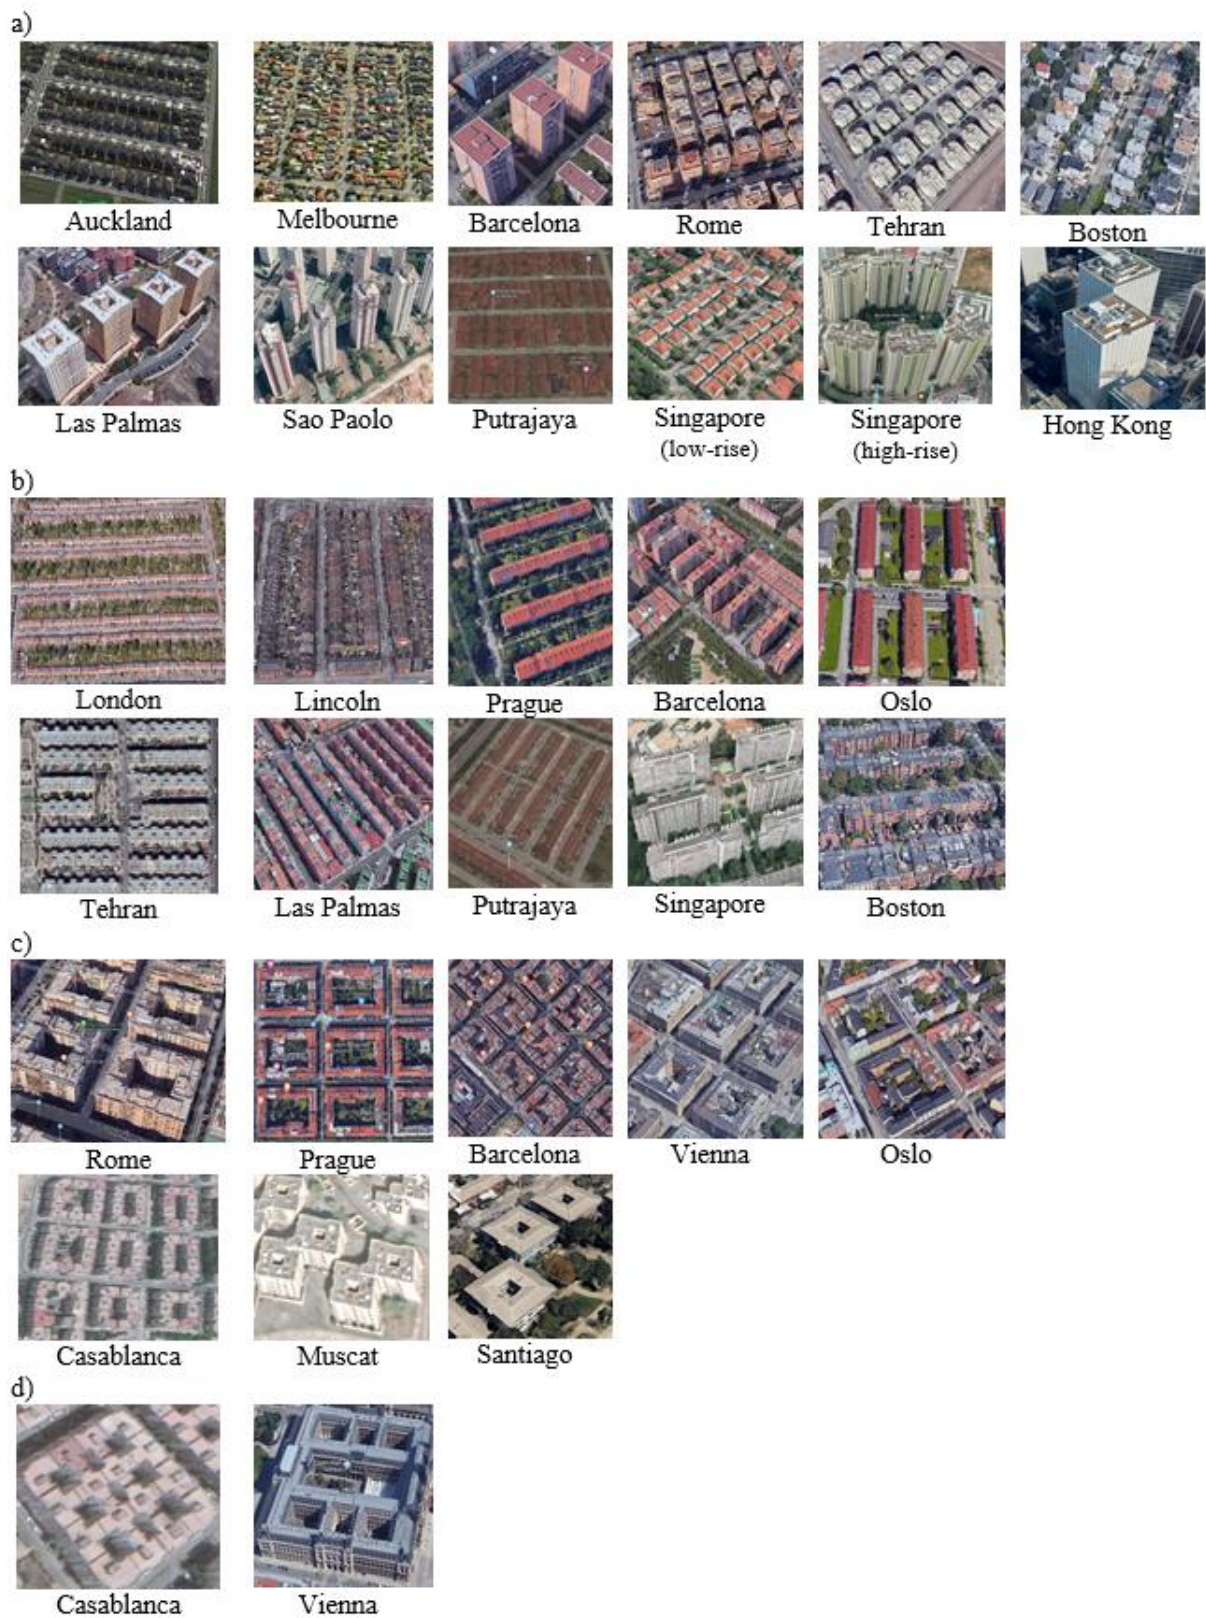 a)
Auckland
Melbourne
Barcelona
Rome
Tehran
Boston
Las Palmas
Sao Paolo
Putrajaya
Singapore
(low-rise)
Singapore
(high-rise)
Hong Kong
b)
London
Lincoln
Prague
Barcelona
Oslo
Tehran
Las Palmas
Putrajaya
Singapore
Boston
c)
Rome
Prague
Barcelona
Vienna
Oslo
Casablanca
Muscat
Santiago
d)
Casablanca
Vienna